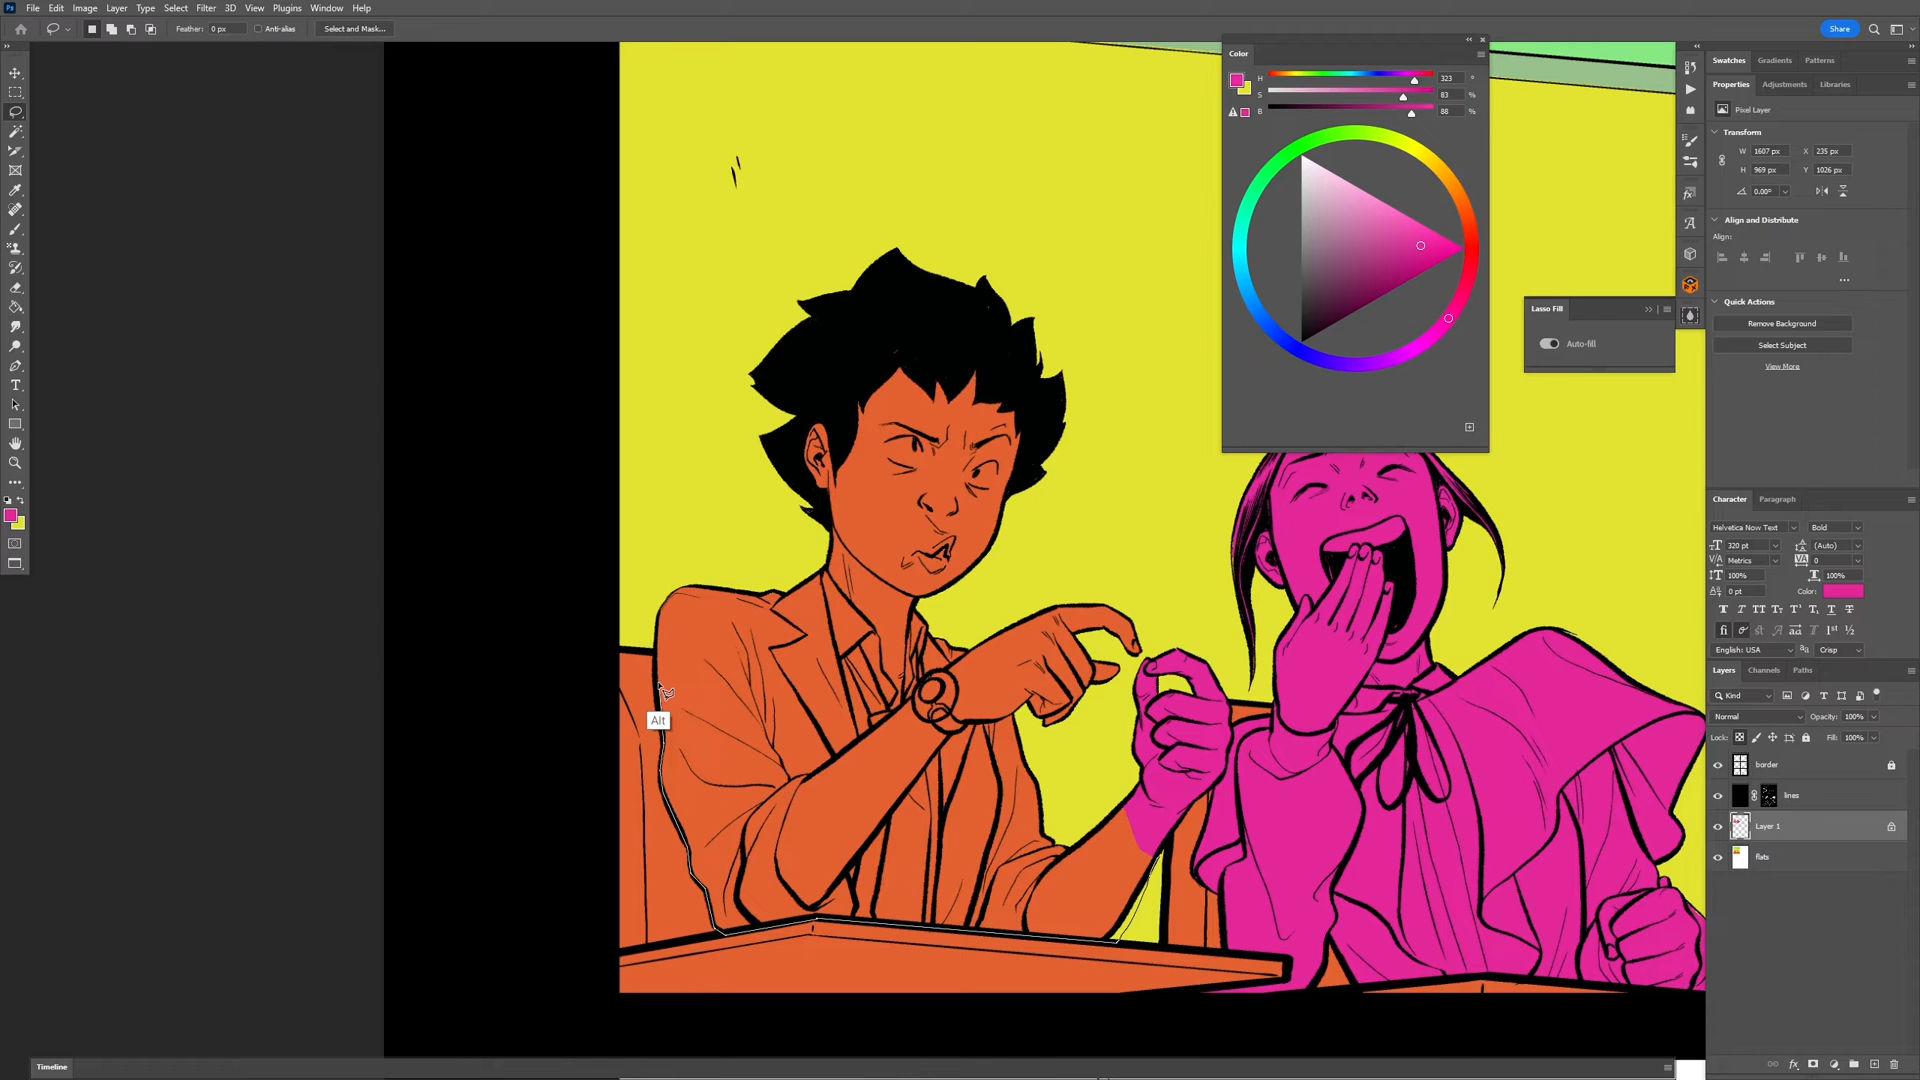 Ps File Edit Image Layer Type Select Filter 3D View Plugins Window Help
Feather: 0 px Anti-alias Select and Mask... Share
Color
H 323 °
S 83 %
B 88 %
Lasso Fill
Auto-fill
Alt
Timeline
Swatches Gradients Patterns
Properties Adjustments Libraries
Pixel Layer
Transform
W 1607 px X 235 px
H 969 px Y 1026 px
0.00°
Align and Distribute
Align:
Quick Actions
Remove Background
Select Subject
View More
Character Paragraph
Helvetica Now Text Bold
320 pt (Auto)
Metrics 0
100% 100%
0 pt Color:
English: USA Crisp
Layers Channels Paths
Kind
Normal Opacity: 100%
Lock: Fill: 100%
border
lines
Layer 1
flats